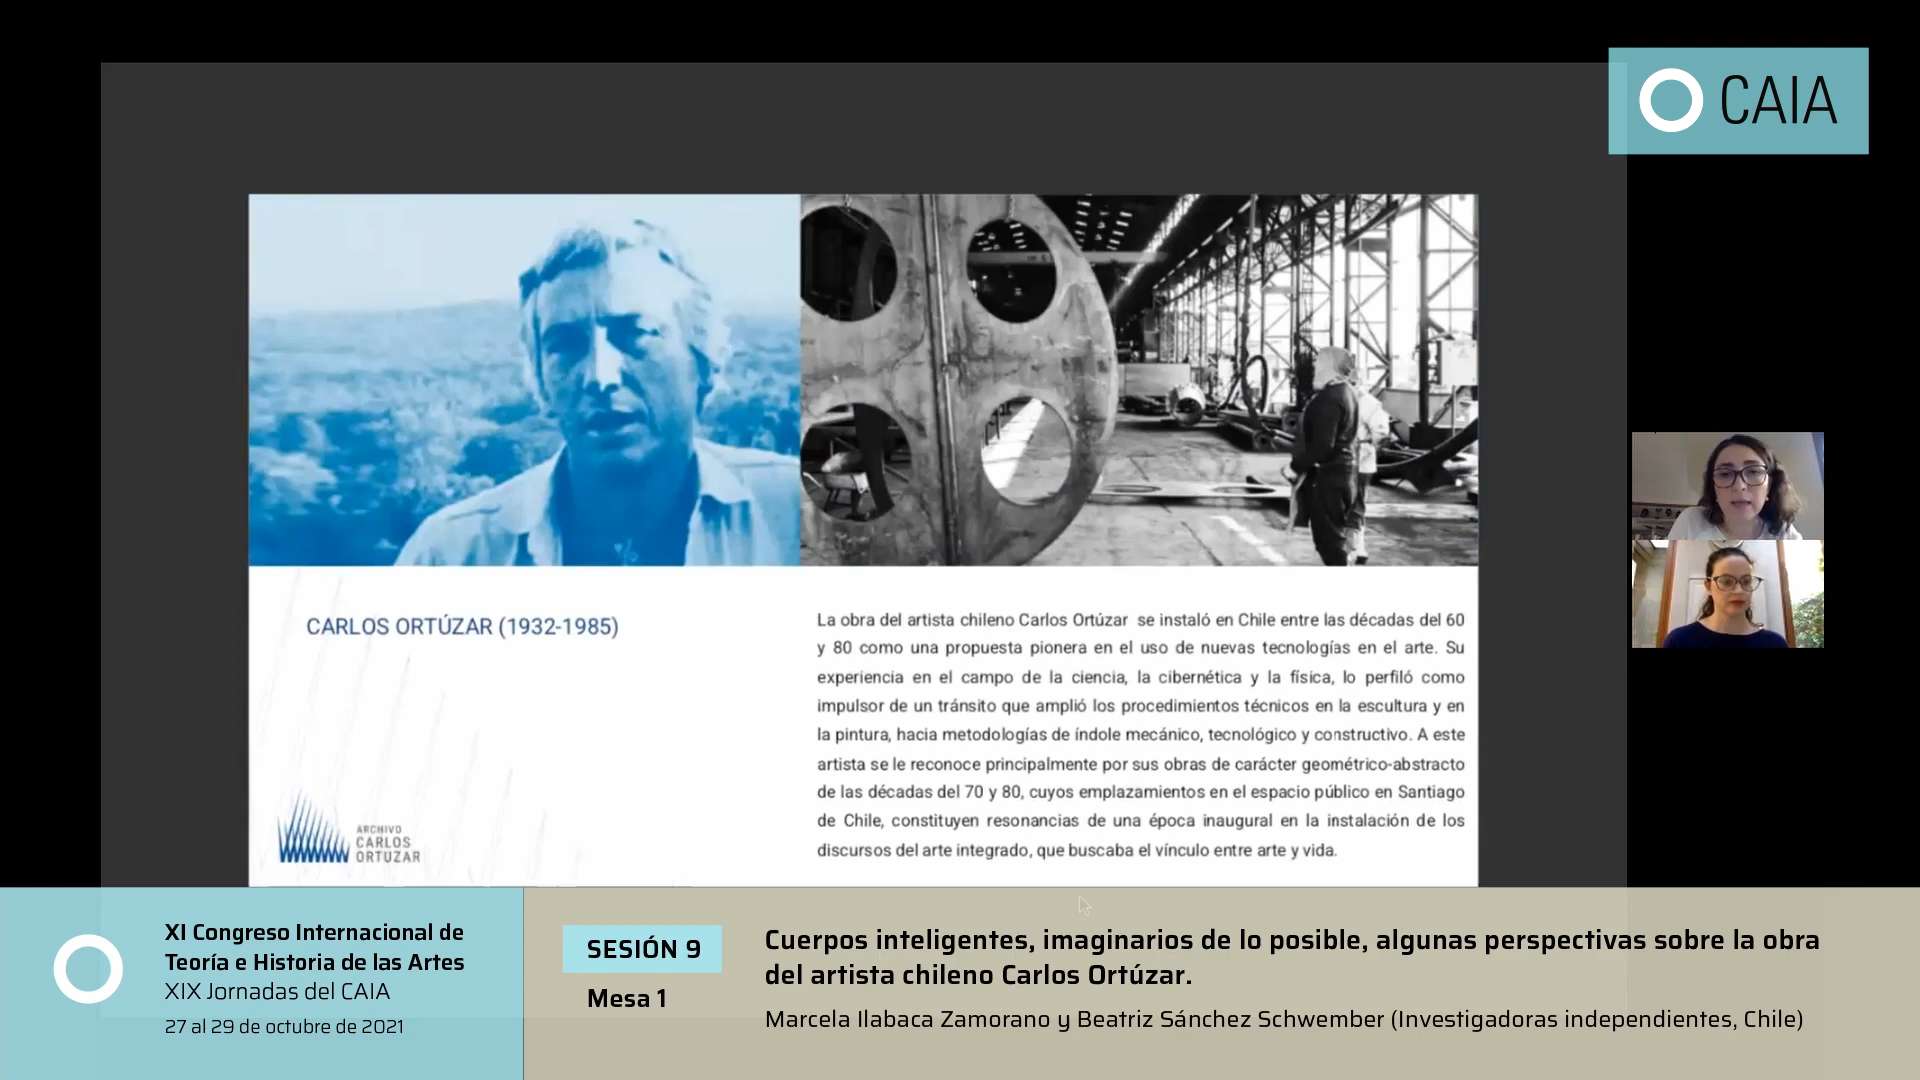 CAIA
CARLOS ORTÚZAR (1932-1985)
La obra del artista chileno Carlos Ortúzar se instaló en Chile entre las décadas del 60
y 80 como una propuesta pionera en el uso de nuevas tecnologías en el arte. Su
experiencia en el campo de la ciencia, la cibernética y la física, lo perfiló como
impulsor de un tránsito que amplió los procedimientos técnicos en la escultura y en
la pintura, hacia metodologías de índole mecánico, tecnológico y constructivo. A este
artista se le reconoce principalmente por sus obras de carácter geométrico-abstracto
de las décadas del 70 y 80, cuyos emplazamientos en el espacio público en Santiago
de Chile, constituyen resonancias de una época inaugural en la instalación de los
discursos del arte integrado, que buscaba el vínculo entre arte y vida.
ARCHIVO
CARLOS
ORTUZAR
XI Congreso Internacional de
Teoría e Historia de las Artes
XIX Jornadas del CAIA
27 al 29 de octubre de 2021
SESIÓN 9
Mesa 1
Cuerpos inteligentes, imaginarios de lo posible, algunas perspectivas sobre la obra
del artista chileno Carlos Ortúzar.
Marcela Ilabaca Zamorano y Beatriz Sánchez Schwember (Investigadoras independientes, Chile)